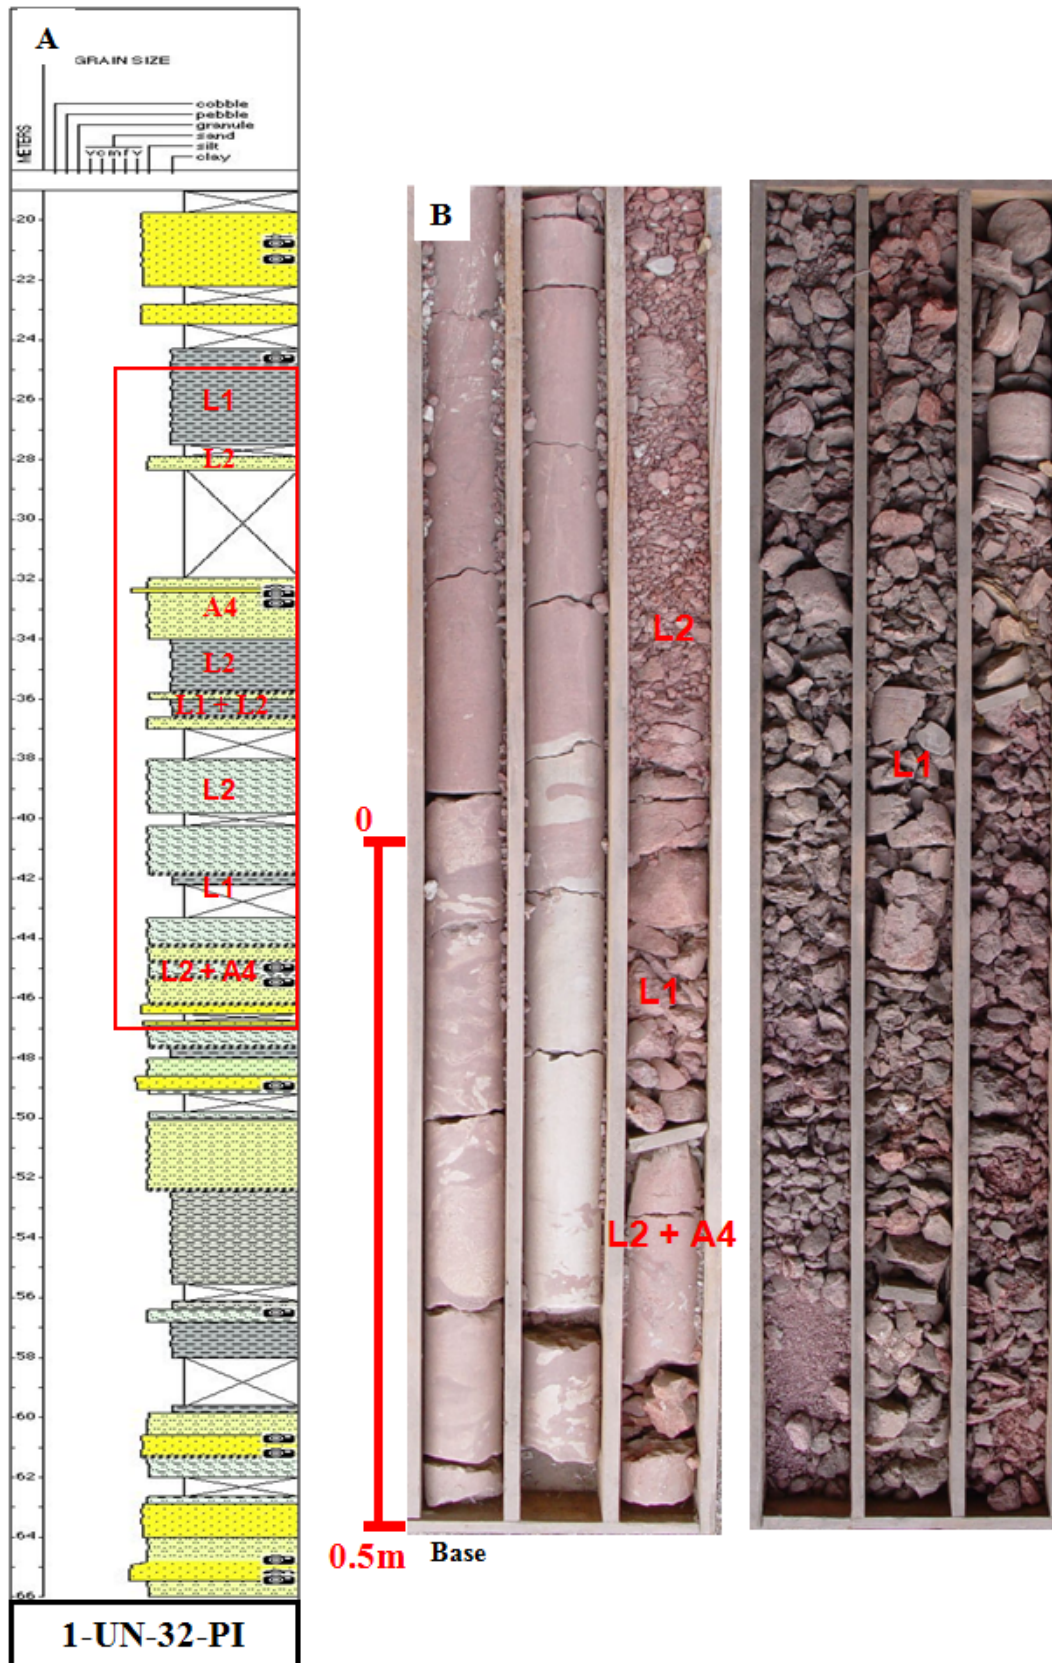 A
GRAIN SIZE
METERS
cobble
pebble
granule
sand
vcmfv
silt
clay
20
22
24
L1
26
L2
28
30
32
A4
34
L2
36
L1 + L2
38
L2
40
42
L1
44
L2 + A4
46
48
50
52
54
56
58
60
62
64
66
1-UN-32-PI
B
L2
L1
L2 + A4
L1
0
0.5m
Base